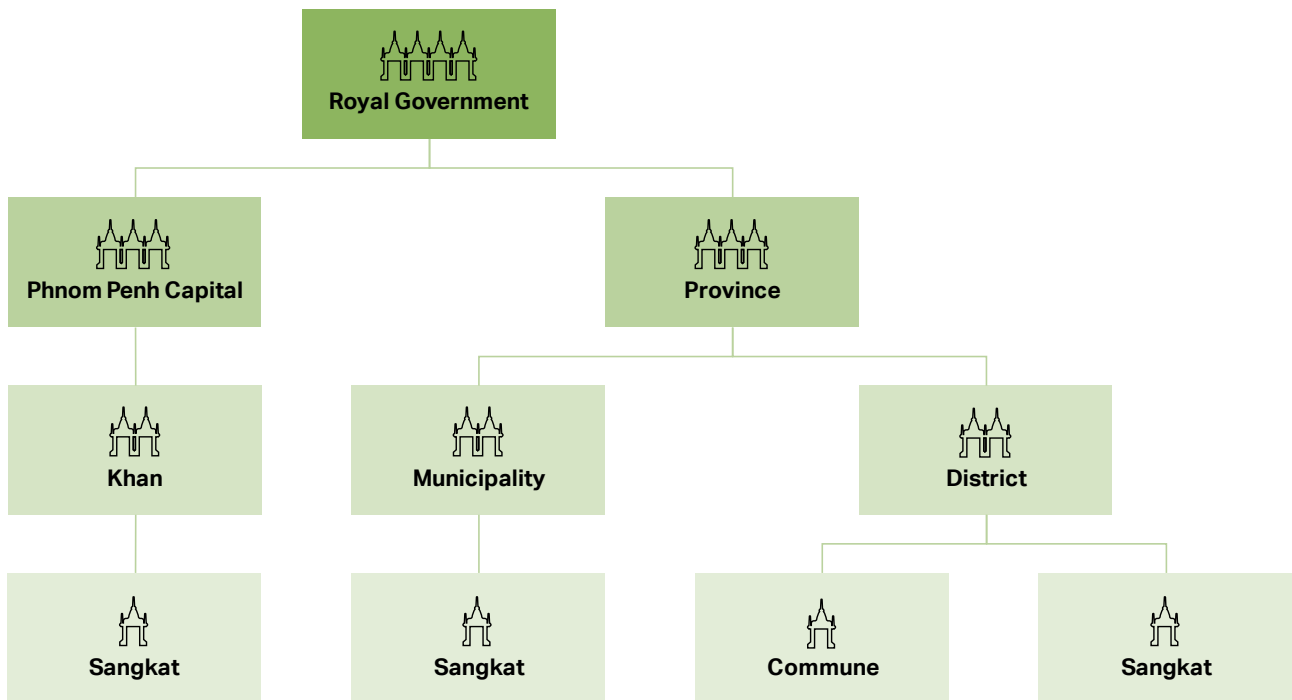 Royal Government
Phnom Penh Capital
Province
Khan
Municipality
District
Sangkat
Sangkat
Commune
Sangkat